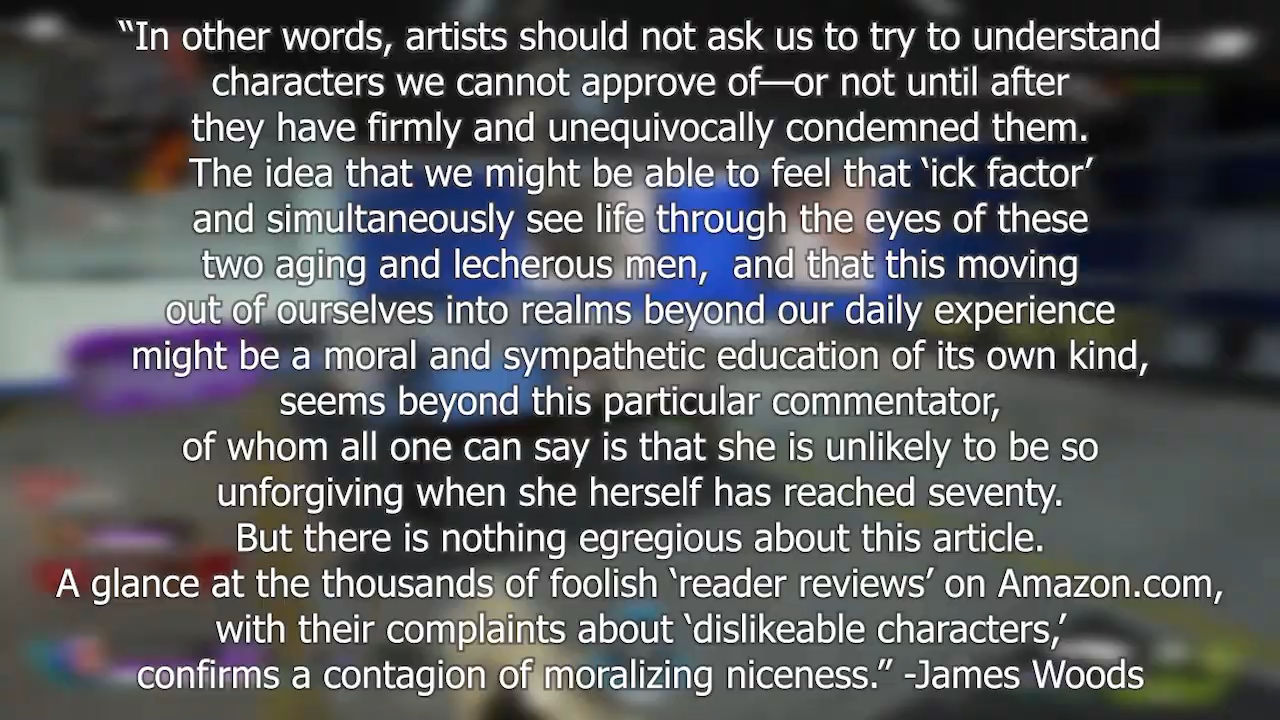 “In other words, artists should not ask us to try to understand
characters we cannot approve of—or not until after
they have firmly and unequivocally condemned them.
The idea that we might be able to feel that ‘ick factor’
and simultaneously see life through the eyes of these
two aging and lecherous men,  and that this moving
out of ourselves into realms beyond our daily experience
might be a moral and sympathetic education of its own kind,
seems beyond this particular commentator,
of whom all one can say is that she is unlikely to be so
unforgiving when she herself has reached seventy.
But there is nothing egregious about this article.
A glance at the thousands of foolish ‘reader reviews’ on Amazon.com,
with their complaints about ‘dislikeable characters,’
confirms a contagion of moralizing niceness.” -James Woods